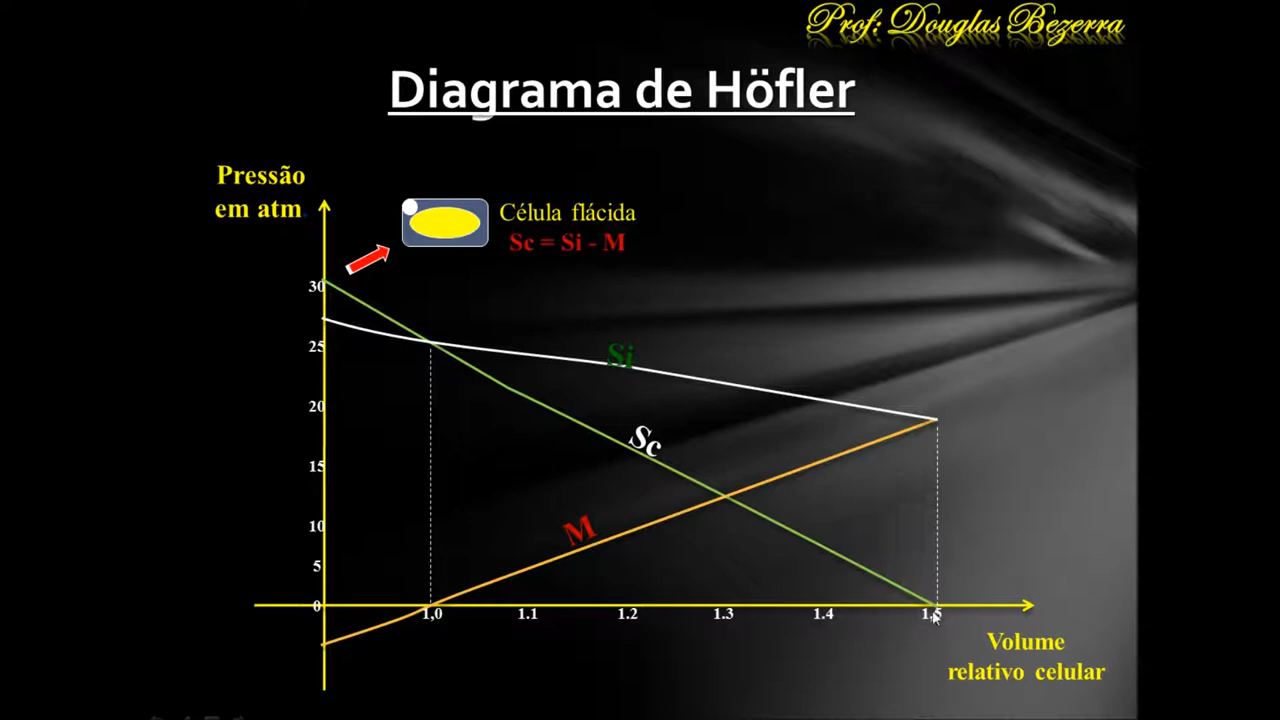 Prof: Douglas Bezerra
Diagrama de Höfler
Pressão
em atm
Célula flácida
Sc = Si - M
30
25
20
15
10
5
0
Si
Sc
M
1,0
1.1
1.2
1.3
1.4
1,5
Volume
relativo celular